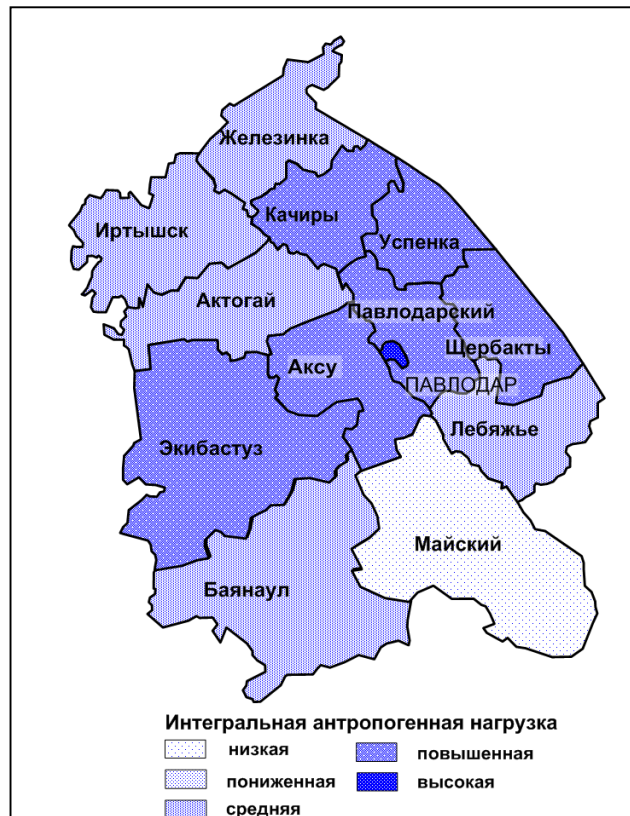 Железинка
Качиры
Иртышск
Успенка
Актогай
Павлодарский
Щербакты
Аксу
ПАВЛОДАР
Лебяжье
Экибастуз
Майский
Баянаул
Интегральная антропогенная нагрузка
низкая
повышенная
пониженная
высокая
средняя